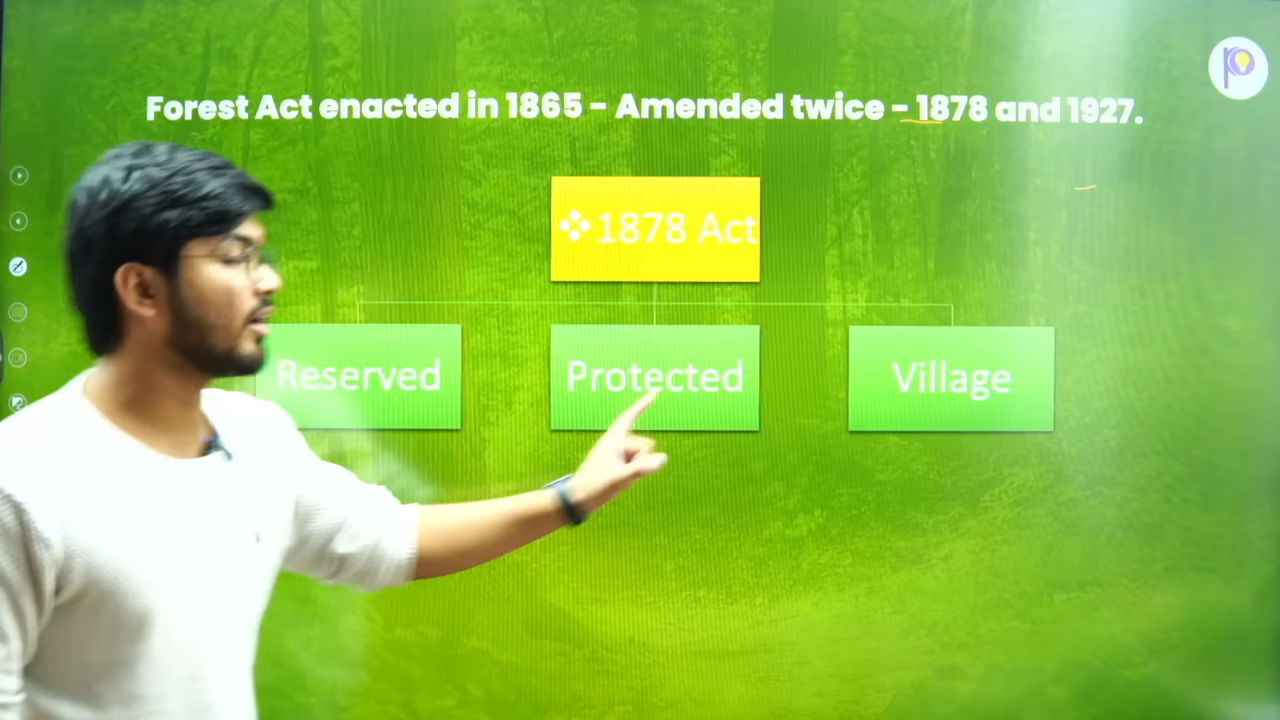 Forest Act enacted in 1865 - Amended twice - 1878 and 1927.
❖1878 Act
Reserved
Protected
Village